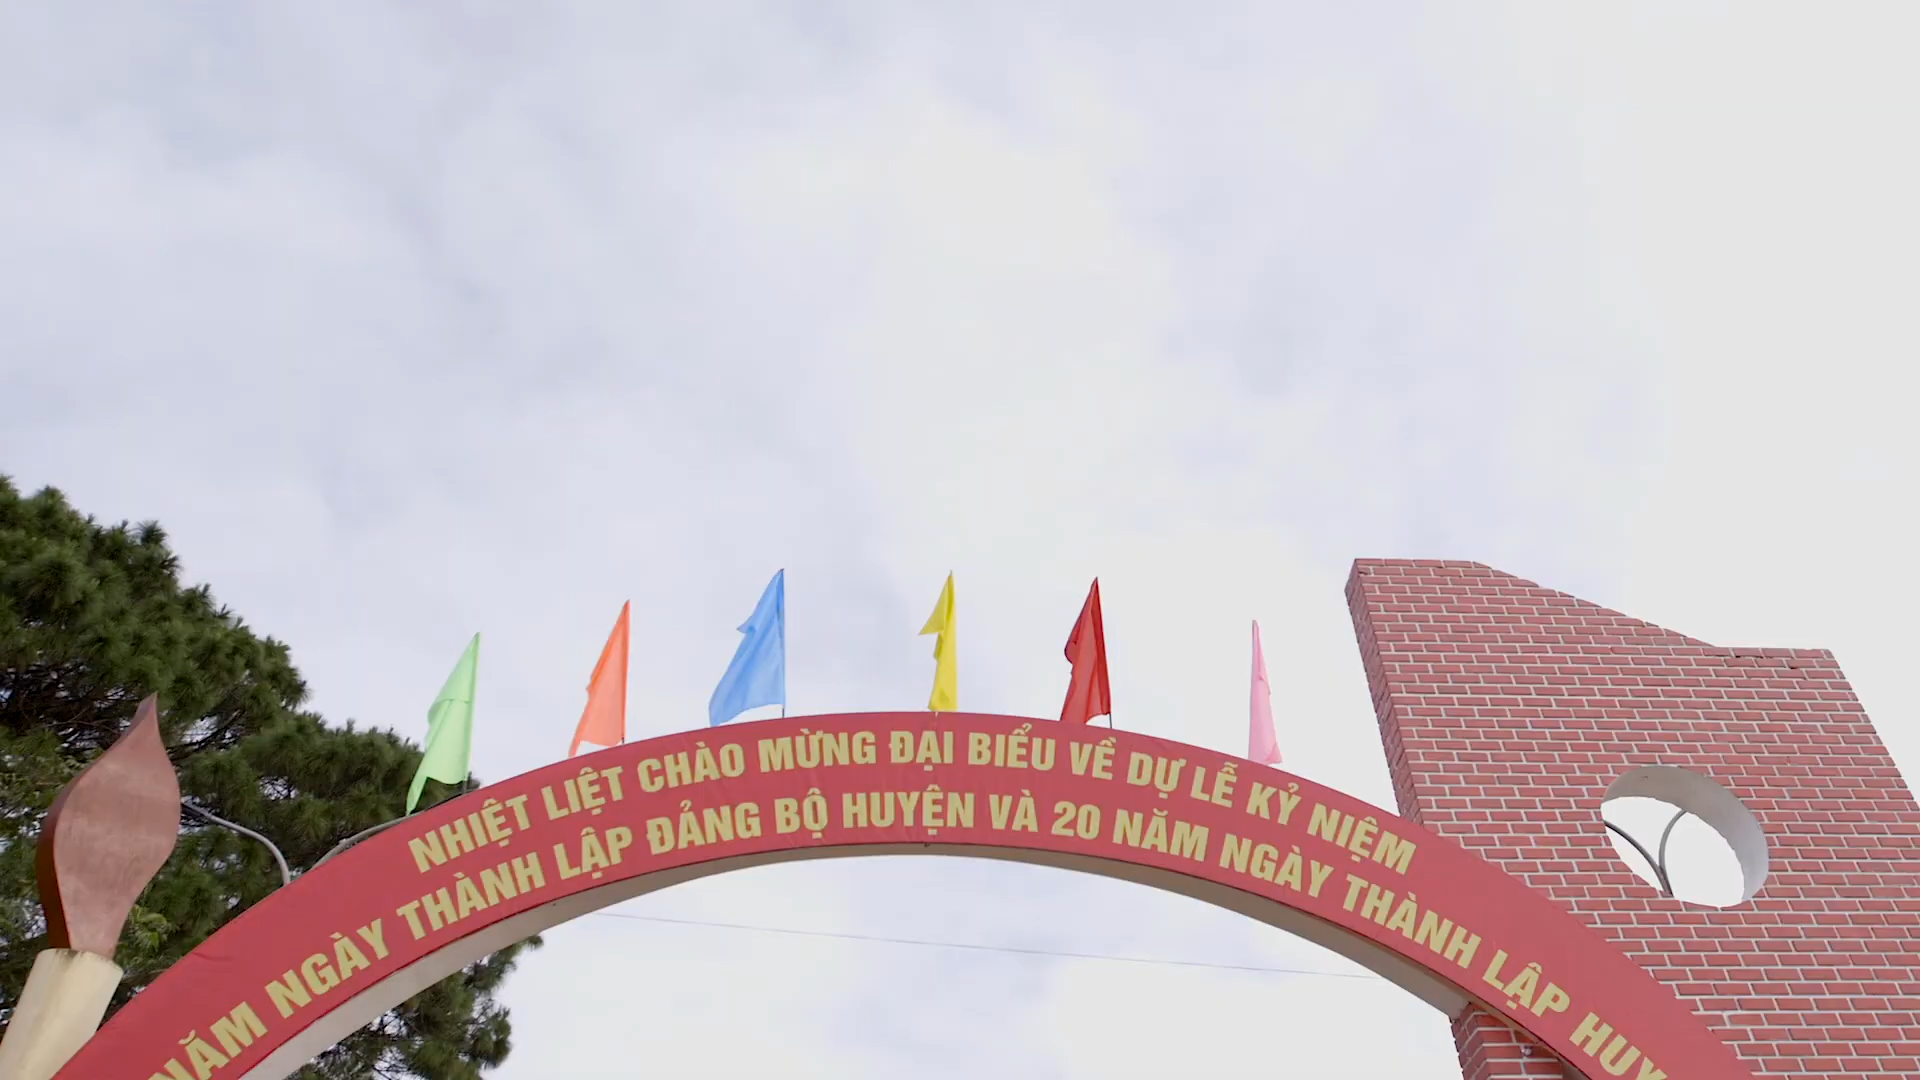 NHIỆT LIỆT CHÀO MỪNG ĐẠI BIỂU VỀ DỰ LỄ KỶ NIỆM
NĂM NGÀY THÀNH LẬP ĐẢNG BỘ HUYỆN VÀ 20 NĂM NGÀY THÀNH LẬP